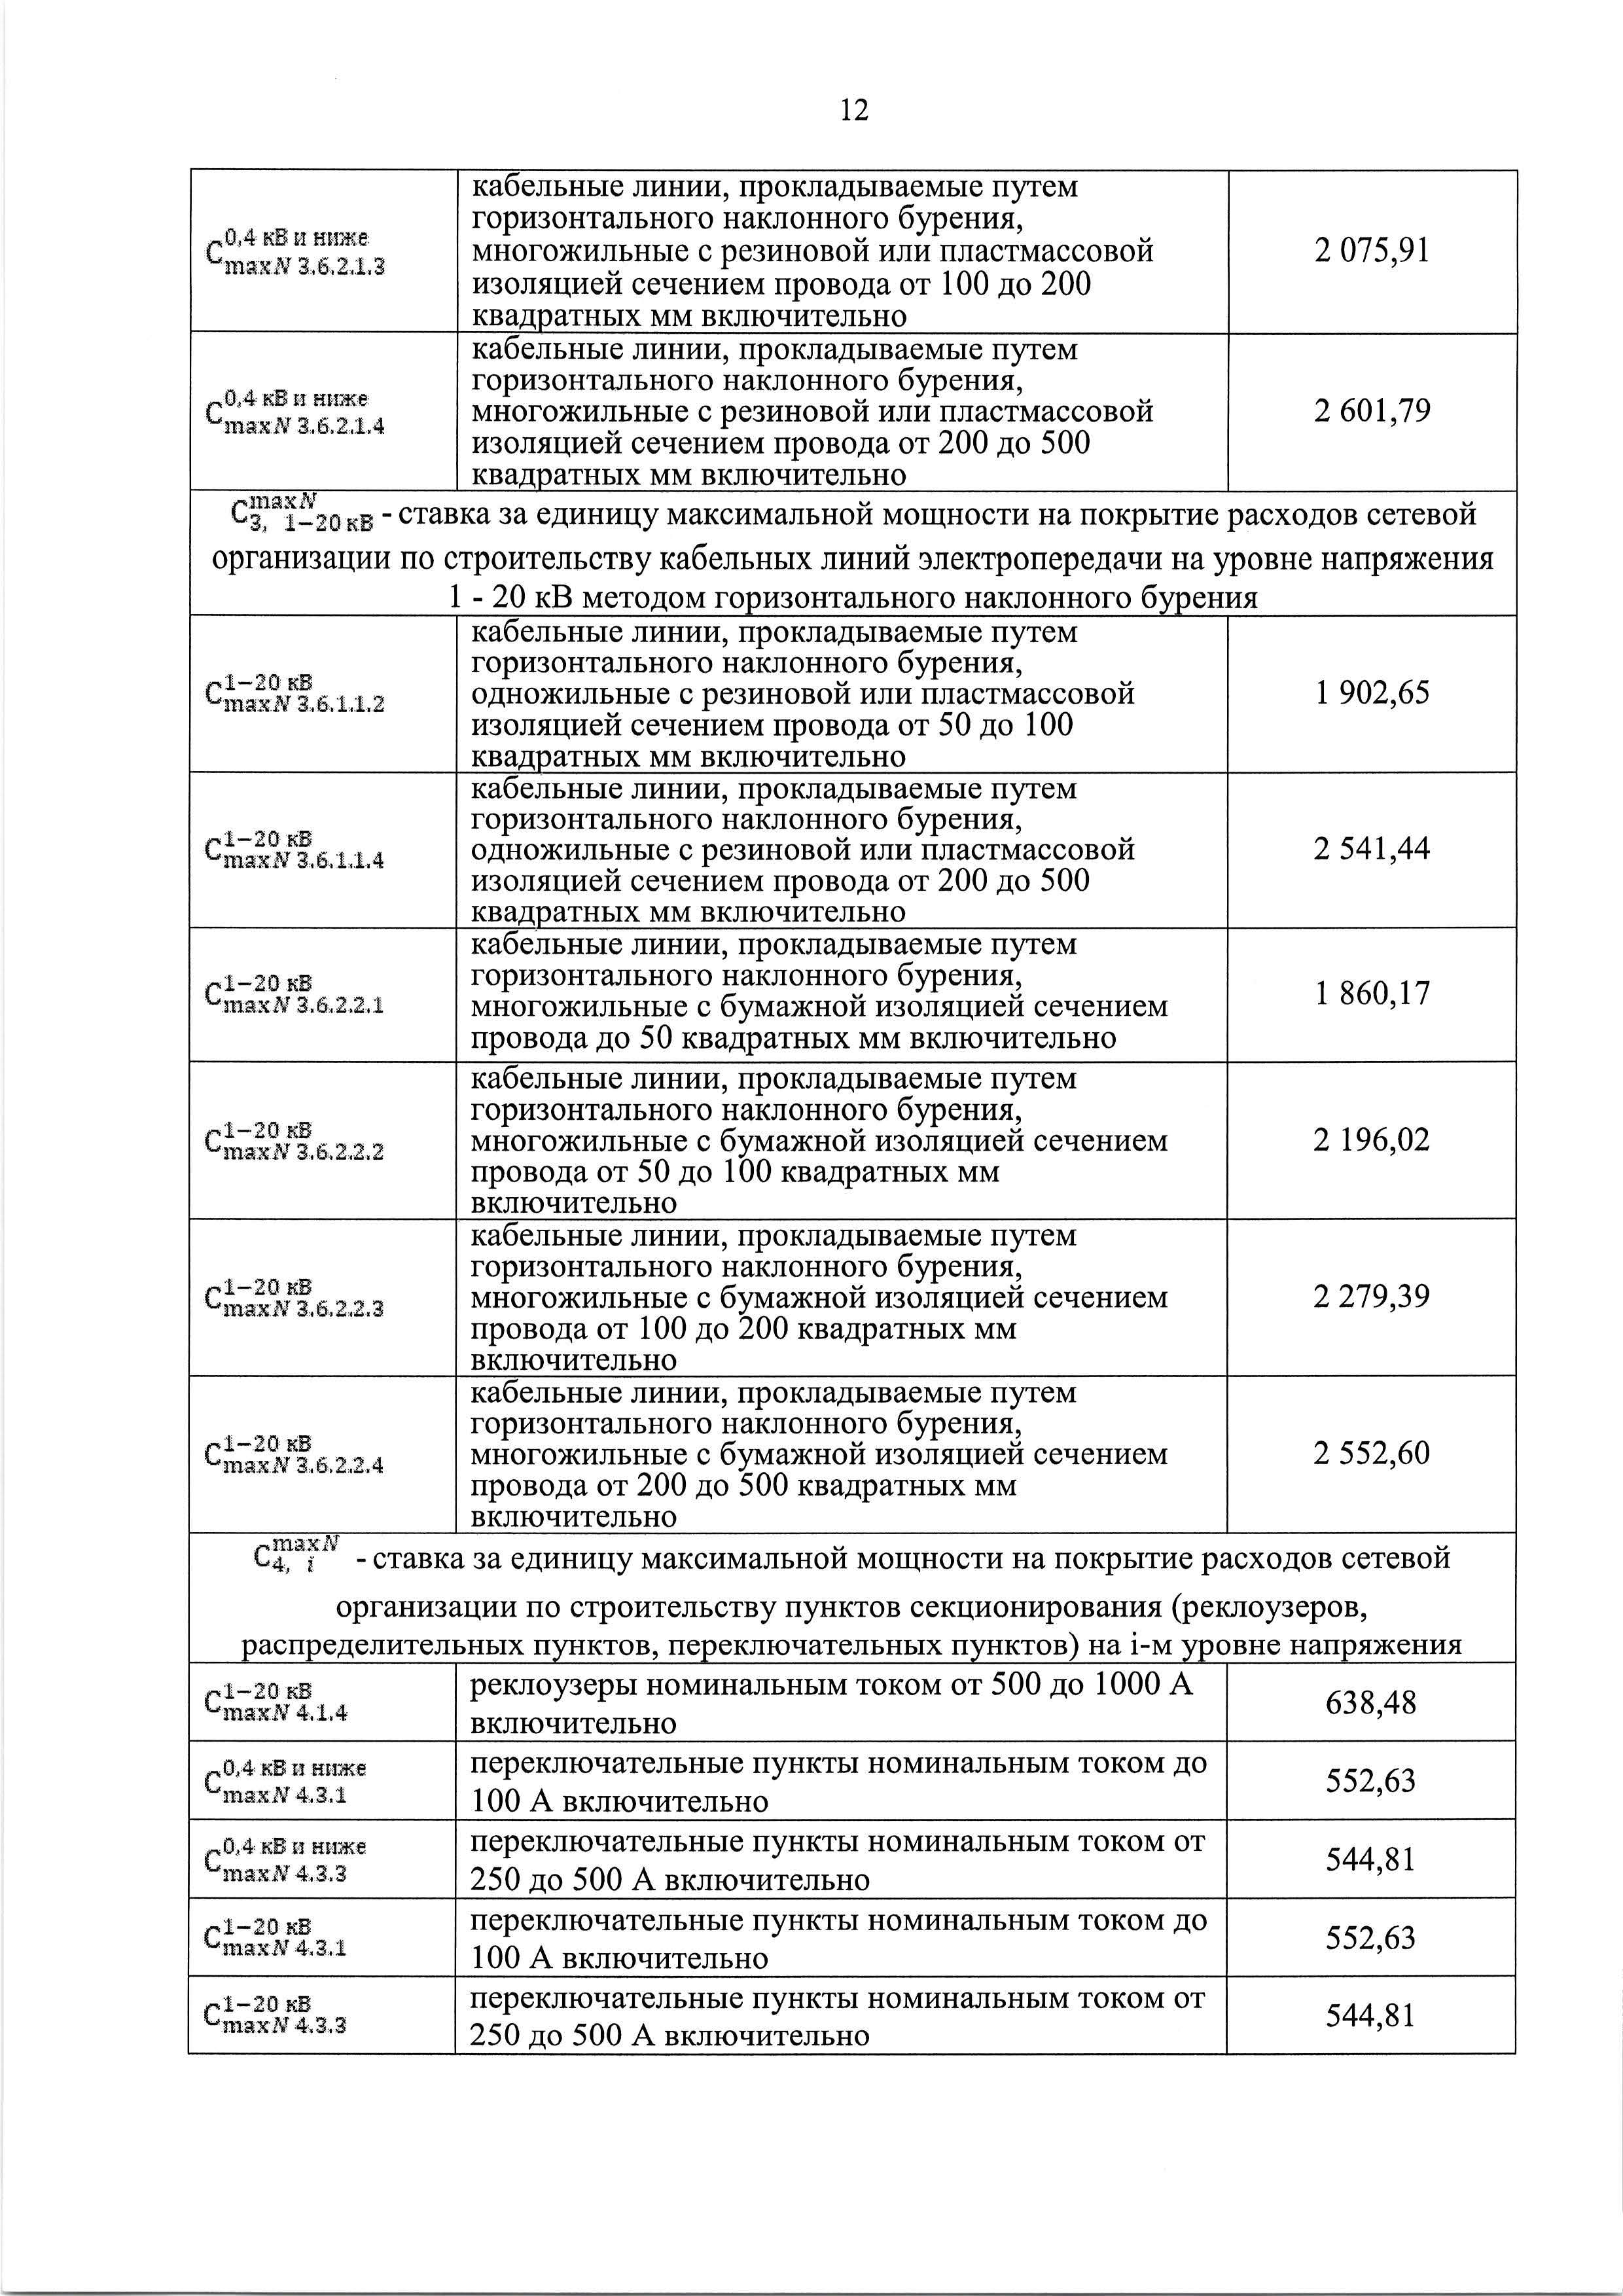 12
C 0,4 кВ и ниже maxN 3.6.2.1.3
кабельные линии, прокладываемые путем
горизонтального наклонного бурения,
многожильные с резиновой или пластмассовой
изоляцией сечением провода от 100 до 200
квадратных мм включительно
2 075,91
C 0,4 кВ и ниже maxN 3.6.2.1.4
кабельные линии, прокладываемые путем
горизонтального наклонного бурения,
многожильные с резиновой или пластмассовой
изоляцией сечением провода от 200 до 500
квадратных мм включительно
2 601,79
C maxN 3, 1–20 кВ - ставка за единицу максимальной мощности на покрытие расходов сетевой
организации по строительству кабельных линий электропередачи на уровне напряжения
1 - 20 кВ методом горизонтального наклонного бурения
C 1–20 кВ maxN 3.6.1.1.2
кабельные линии, прокладываемые путем
горизонтального наклонного бурения,
одножильные с резиновой или пластмассовой
изоляцией сечением провода от 50 до 100
квадратных мм включительно
1 902,65
C 1–20 кВ maxN 3.6.1.1.4
кабельные линии, прокладываемые путем
горизонтального наклонного бурения,
одножильные с резиновой или пластмассовой
изоляцией сечением провода от 200 до 500
квадратных мм включительно
2 541,44
C 1–20 кВ maxN 3.6.2.2.1
кабельные линии, прокладываемые путем
горизонтального наклонного бурения,
многожильные с бумажной изоляцией сечением
провода до 50 квадратных мм включительно
1 860,17
C 1–20 кВ maxN 3.6.2.2.2
кабельные линии, прокладываемые путем
горизонтального наклонного бурения,
многожильные с бумажной изоляцией сечением
провода от 50 до 100 квадратных мм
включительно
2 196,02
C 1–20 кВ maxN 3.6.2.2.3
кабельные линии, прокладываемые путем
горизонтального наклонного бурения,
многожильные с бумажной изоляцией сечением
провода от 100 до 200 квадратных мм
включительно
2 279,39
C 1–20 кВ maxN 3.6.2.2.4
кабельные линии, прокладываемые путем
горизонтального наклонного бурения,
многожильные с бумажной изоляцией сечением
провода от 200 до 500 квадратных мм
включительно
2 552,60
C maxN 4, i - ставка за единицу максимальной мощности на покрытие расходов сетевой
организации по строительству пунктов секционирования (реклоузеров,
распределительных пунктов, переключательных пунктов) на i-м уровне напряжения
C 1–20 кВ maxN 4.1.4
реклоузеры номинальным током от 500 до 1000 А
включительно
638,48
C 0,4 кВ и ниже maxN 4.3.1
переключательные пункты номинальным током до
100 А включительно
552,63
C 0,4 кВ и ниже maxN 4.3.3
переключательные пункты номинальным током от
250 до 500 А включительно
544,81
C 1–20 кВ maxN 4.3.1
переключательные пункты номинальным током до
100 А включительно
552,63
C 1–20 кВ maxN 4.3.3
переключательные пункты номинальным током от
250 до 500 А включительно
544,81